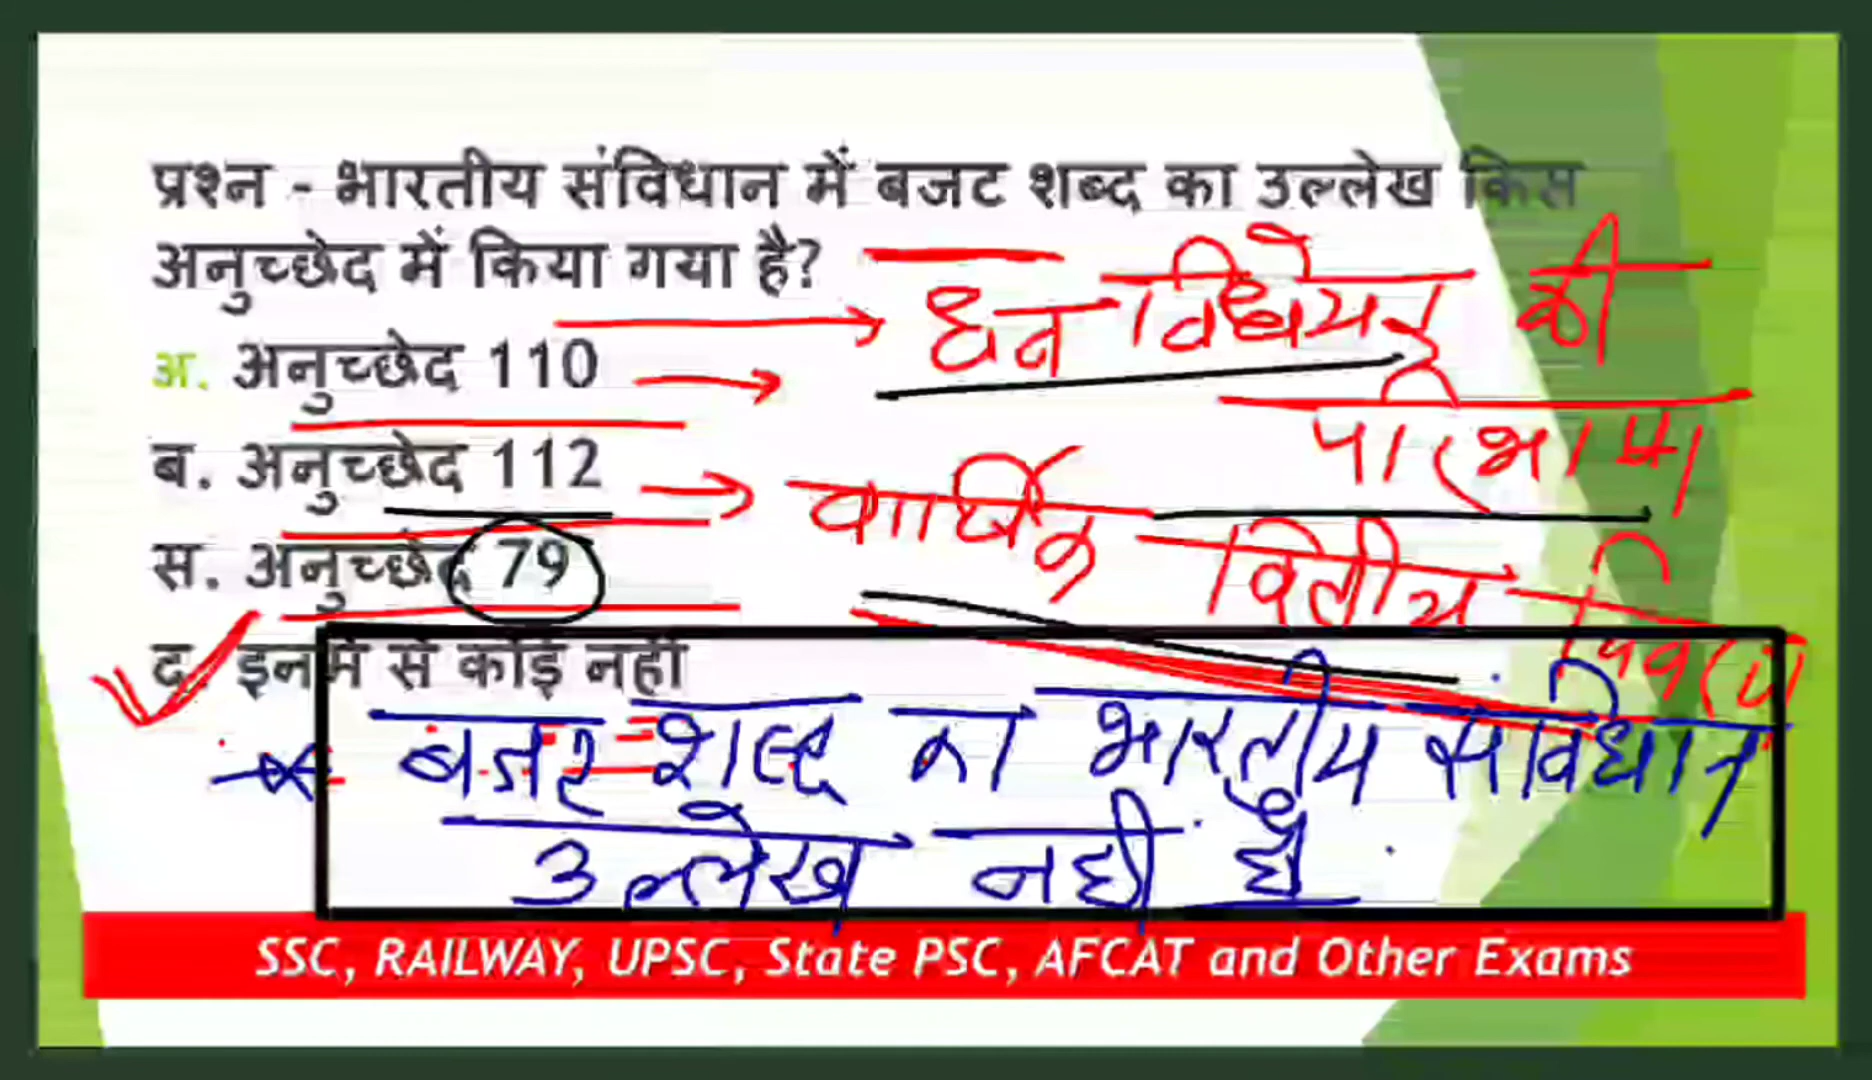 प्रश्न - भारतीय संविधान में बजट शब्द का उल्लेख किस
अनुच्छेद में किया गया है?
अ. अनुच्छेद 110
धन विधेयक की
परिभाषा
ब. अनुच्छेद 112
वार्षिक वित्तीय विवरण
स. अनुच्छेद 79
द. इनमें से कोई नहीं
बजट शब्द का भारतीय संविधान
उल्लेख नही है
SSC, RAILWAY, UPSC, State PSC, AFCAT and Other Exams